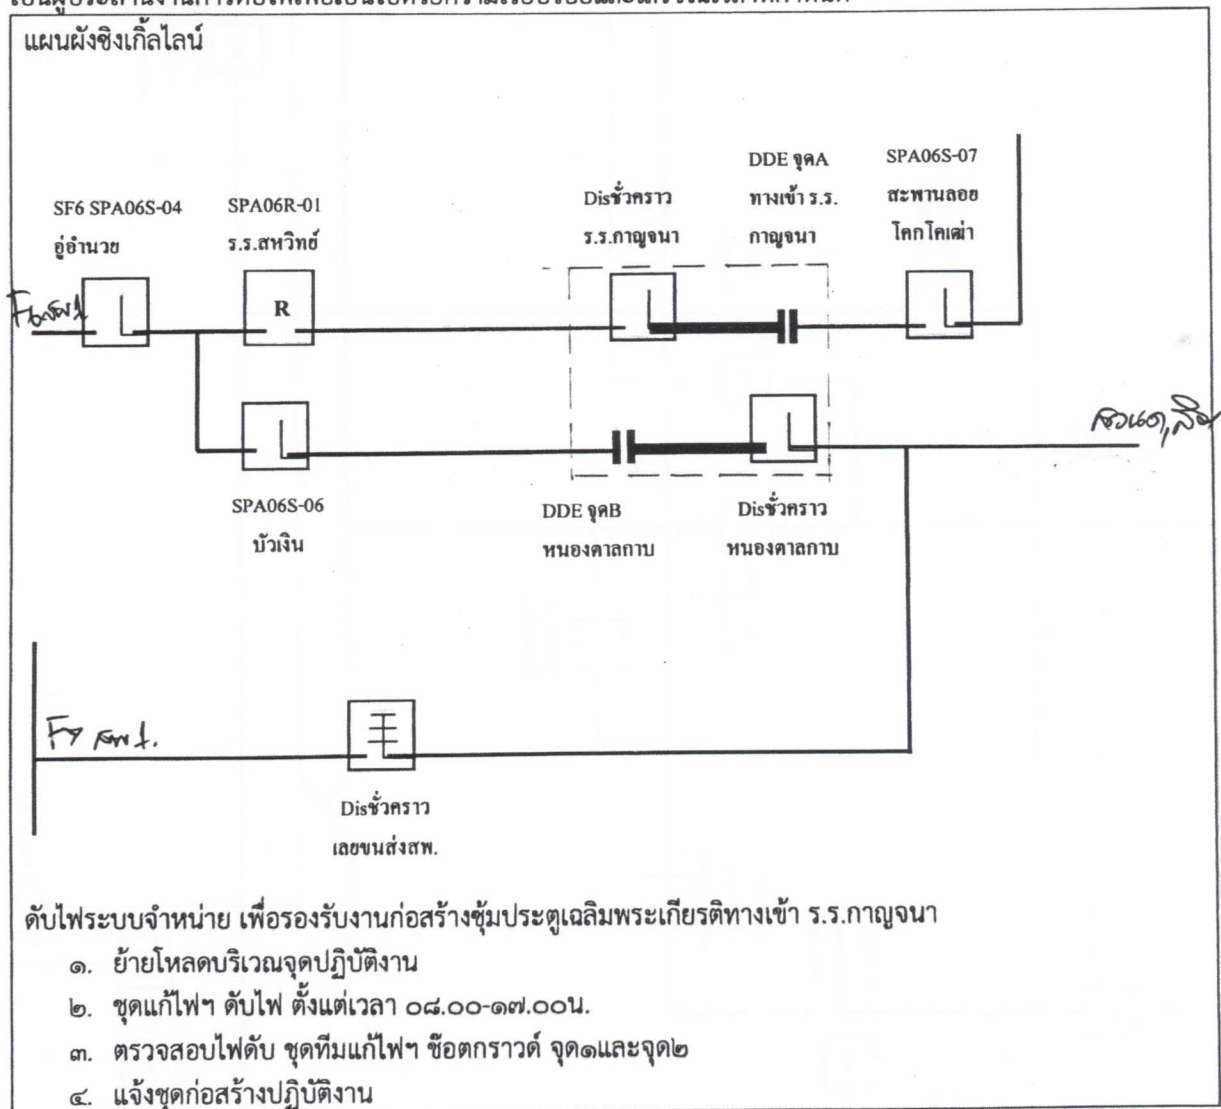 แผนผังซิงเกิ้ลไลน์
DDE จุดA
SPA06S-07
Disชั่วคราว
ทางเข้า ร.ร.
สะพานลอย
SF6 SPA06S-04
SPA06R-01
ร.ร.กาญจนา
กาญจนา
โคกโคเฒ่า
อู่อำนวย
ร.ร.สหวิทย์
R
SPA06S-06
DDE จุดB
Disชั่วคราว
บัวเงิน
หนองตาลกาบ
หนองตาลกาบ
F7 สพ1.
Disชั่วคราว
เลยขนส่งสพ.
ดับไฟระบบจำหน่าย เพื่อรองรับงานก่อสร้างซุ้มประตูเฉลิมพระเกียรติทางเข้า ร.ร.กาญจนา
๑. ย้ายโหลดบริเวณจุดปฏิบัติงาน
๒. ชุดแก้ไฟฯ ดับไฟ ตั้งแต่เวลา ๐๘.๐๐-๑๗.๐๐น.
๓. ตรวจสอบไฟดับ ชุดทีมแก้ไฟฯ ช๊อตกราวด์ จุด๑และจุด๒
๔. แจ้งชุดก่อสร้างปฏิบัติงาน